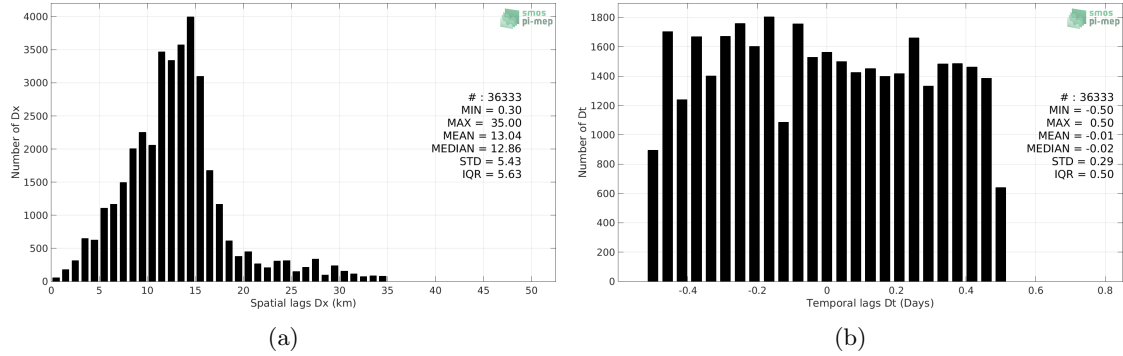 smos
pi-mep
4000
3500
3000
2500
2000
1500
1000
500
0
Number of Dx
# : 36333
MIN = 0.30
MAX = 35.00
MEAN = 13.04
MEDIAN = 12.86
STD = 5.43
IQR = 5.63
0 5 10 15 20 25 30 35 40 45 50
Spatial lags Dx (km)
(a)
smos
pi-mep
1800
1600
1400
1200
1000
800
600
400
200
0
Number of Dt
# : 36333
MIN = -0.50
MAX = 0.50
MEAN = -0.01
MEDIAN = -0.02
STD = 0.29
IQR = 0.50
-0.4 -0.2 0 0.2 0.4 0.6 0.8
Temporal lags Dt (Days)
(b)